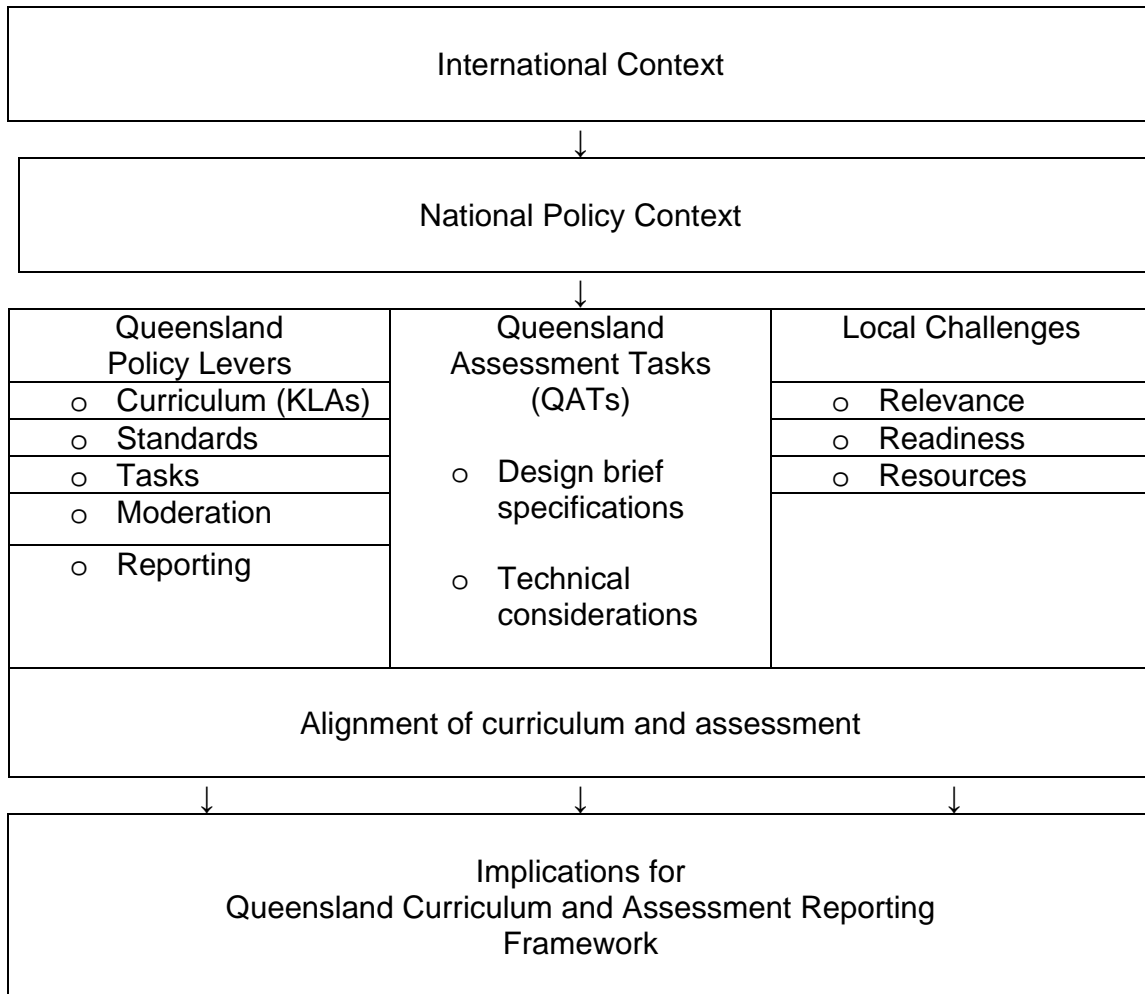 International Context
↓
National Policy Context
↓
Queensland
Policy Levers
o Curriculum (KLAs)
o Standards
o Tasks
o Moderation
o Reporting
Queensland
Assessment Tasks
(QATs)
o Design brief
specifications
o Technical
considerations
Local Challenges
o Relevance
o Readiness
o Resources
Alignment of curriculum and assessment
↓ ↓ ↓
Implications for
Queensland Curriculum and Assessment Reporting
Framework